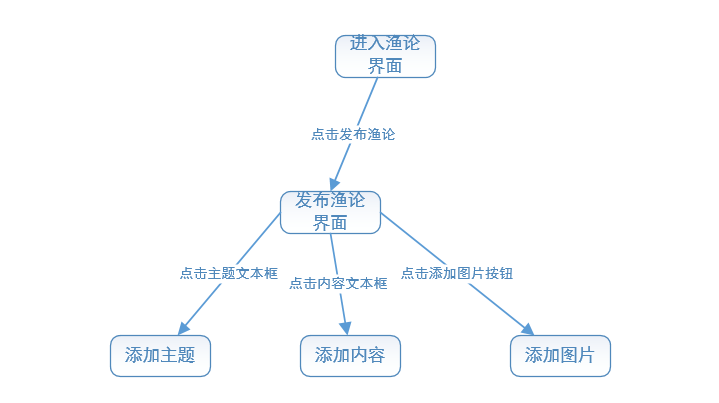 进入渔论
界面
点击发布渔论
发布渔论
界面
点击主题文本框
点击内容文本框
点击添加图片按钮
添加主题
添加内容
添加图片